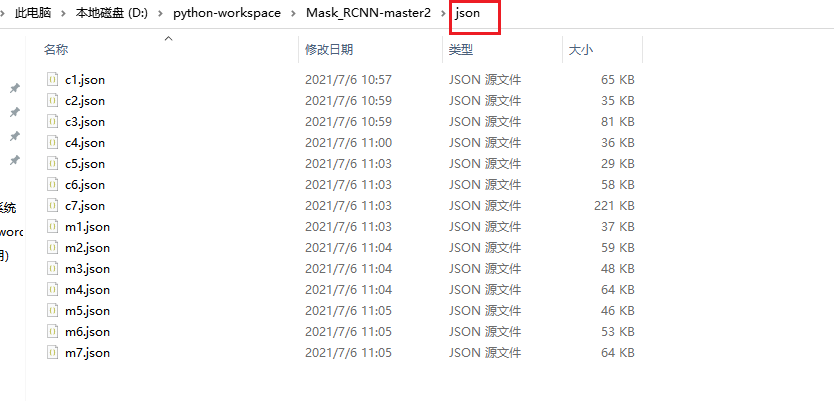 此电脑 > 本地磁盘 (D:) > python-workspace > Mask_RCNN-master2 > json
名称 修改日期 类型 大小
c1.json 2021/7/6 10:57 JSON 源文件 65 KB
c2.json 2021/7/6 10:59 JSON 源文件 35 KB
c3.json 2021/7/6 10:59 JSON 源文件 81 KB
c4.json 2021/7/6 11:00 JSON 源文件 36 KB
c5.json 2021/7/6 11:03 JSON 源文件 29 KB
c6.json 2021/7/6 11:03 JSON 源文件 58 KB
系统 c7.json 2021/7/6 11:03 JSON 源文件 221 KB
word m1.json 2021/7/6 11:03 JSON 源文件 37 KB
m2.json 2021/7/6 11:04 JSON 源文件 59 KB
m3.json 2021/7/6 11:04 JSON 源文件 48 KB
m4.json 2021/7/6 11:04 JSON 源文件 64 KB
m5.json 2021/7/6 11:05 JSON 源文件 46 KB
m6.json 2021/7/6 11:05 JSON 源文件 53 KB
m7.json 2021/7/6 11:05 JSON 源文件 64 KB